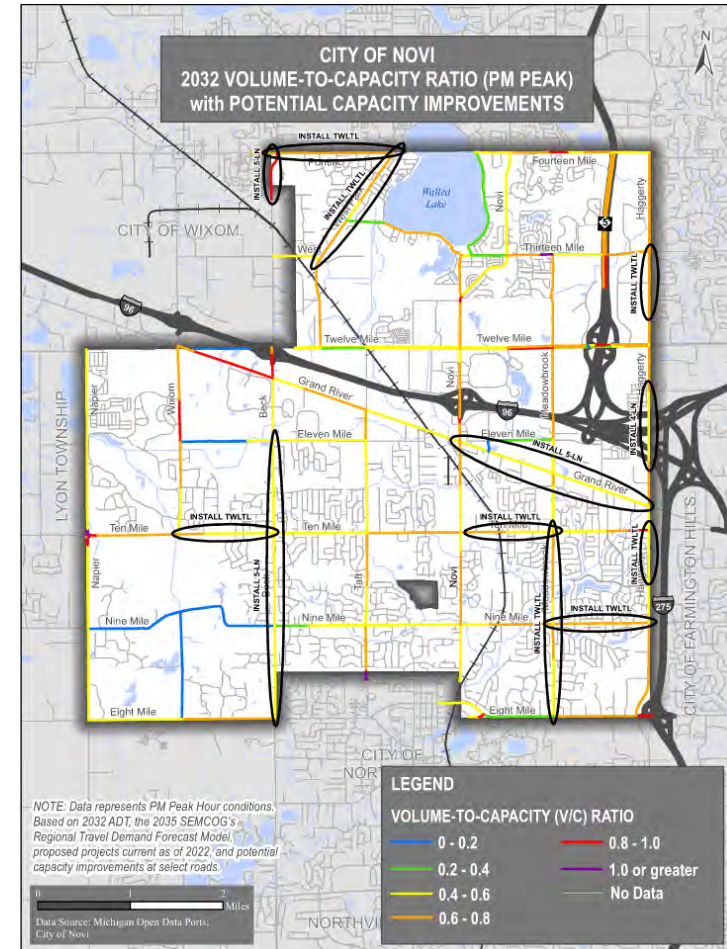 CITY OF NOVI
2032 VOLUME-TO-CAPACITY RATIO (PM PEAK)
with POTENTIAL CAPACITY IMPROVEMENTS
N
INSTALL TWLTL
INSTALL 5-LN
Pontiac
INSTALL TWLTL
West Park
Walled
Lake
Novi
Fourteen Mile
Haggerty
5
CITY OF WIXOM
West
Thirteen Mile
INSTALL TWLTL
96
Twelve Mile
Twelve Mile
Napier
Wixom
Beck
Grand River
Novi
Meadowbrook
Haggerty
96
LYON TOWNSHIP
Eleven Mile
Eleven Mile
INSTALL 5-LN
INSTALL 4-LN
Grand River
INSTALL TWLTL
INSTALL TWLTL
Ten Mile
Ten Mile
Ten Mile
INSTALL TWLTL
Napier
INSTALL 5-LN
Taft
Novi
INSTALL TWLTL
INSTALL TWLTL
275
CITY OF FARMINGTON HILLS
Nine Mile
Nine Mile
Nine Mile
Eight Mile
Eight Mile
CITY OF
NOTE: Data represents PM Peak Hour conditions.
Based on 2032 ADT, the 2035 SEMCOG's
Regional Travel Demand Forecast Model,
proposed projects current as of 2022, and potential
capacity improvements at select roads.
0 1 2
Miles
Data Source: Michigan Open Data Ports;
City of Novi
LEGEND
VOLUME-TO-CAPACITY (V/C) RATIO
0 - 0.2
0.2 - 0.4
0.4 - 0.6
0.6 - 0.8
0.8 - 1.0
1.0 or greater
No Data